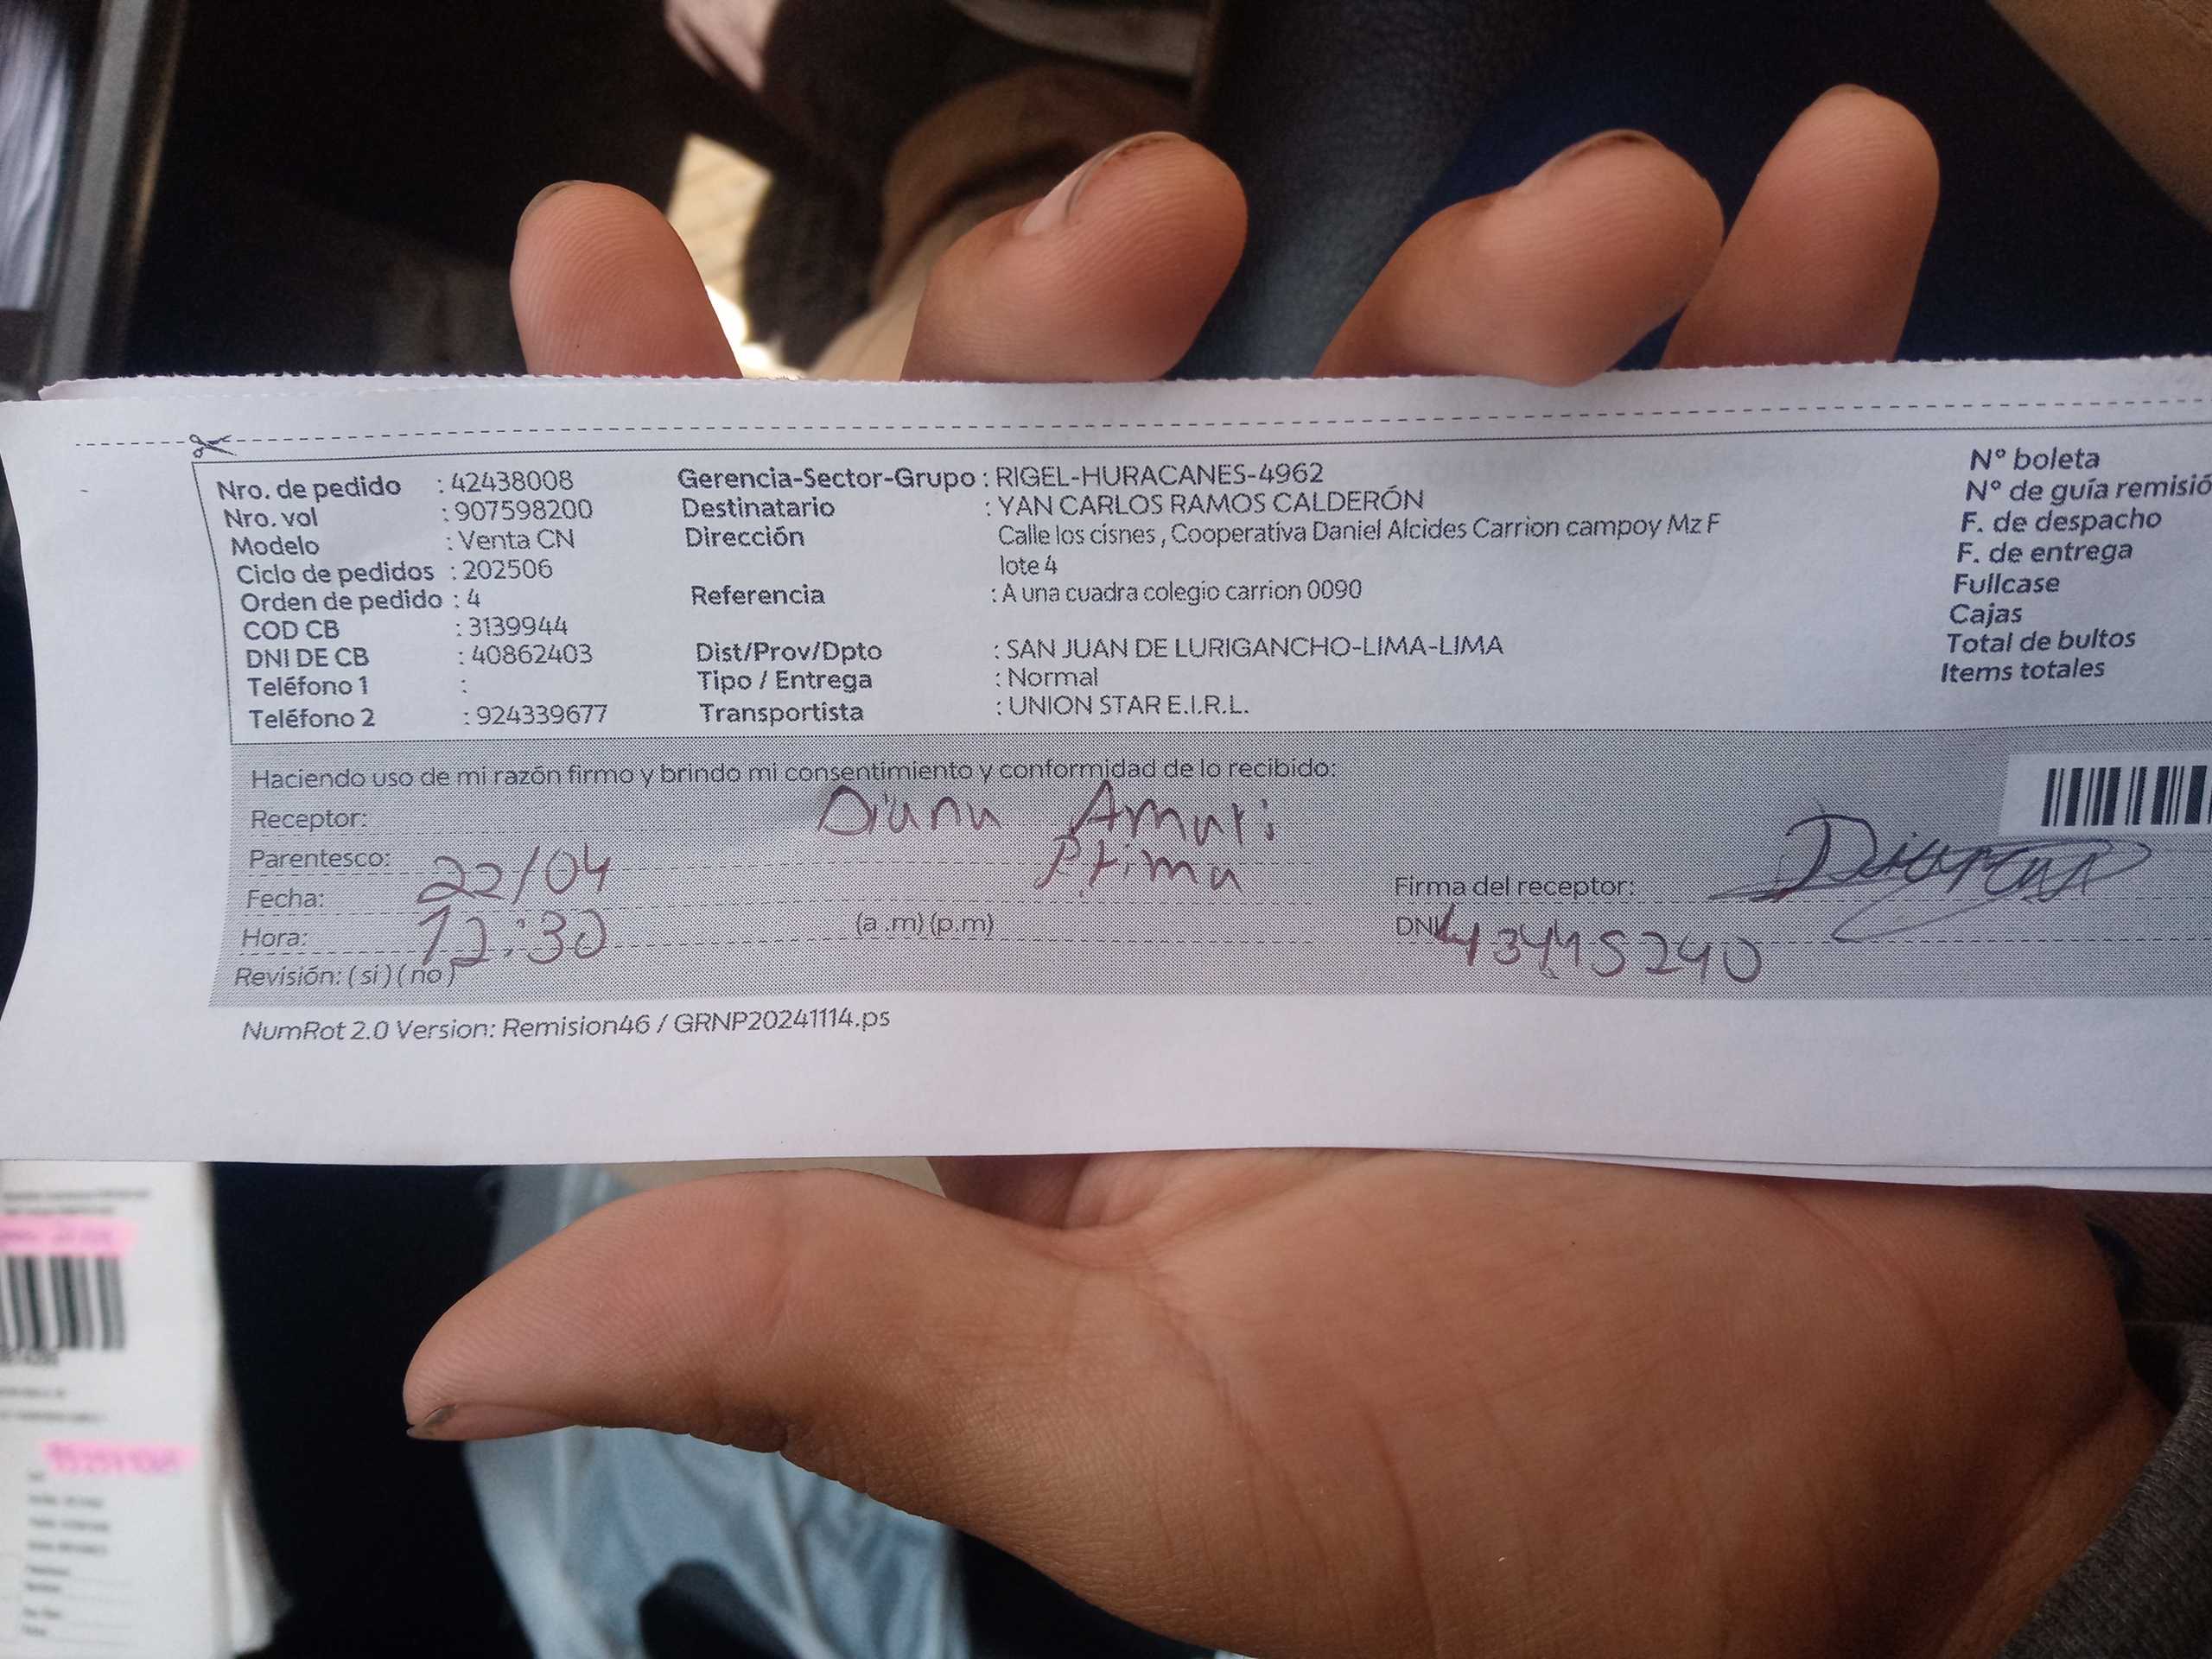 Nro. de pedido : 42438008
Nro. vol : 907598200
Modelo : Venta CN
Ciclo de pedidos : 202506
Orden de pedido : 4
COD CB : 3139944
DNI DE CB : 40862403
Teléfono 1 :
Teléfono 2 : 924339677
Gerencia-Sector-Grupo : RIGEL-HURACANES-4962
Destinatario : YAN CARLOS RAMOS CALDERÓN
Dirección Calle los cisnes , Cooperativa Daniel Alcides Carrion campoy Mz F
lote 4
Referencia : A una cuadra colegio carrion 0090
Dist/Prov/Dpto : SAN JUAN DE LURIGANCHO-LIMA-LIMA
Tipo / Entrega : Normal
Transportista : UNION STAR E.I.R.L.
N° boleta
N° de guía remisió
F. de despacho
F. de entrega
Fullcase
Cajas
Total de bultos
Items totales
Haciendo uso de mi razón firmo y brindo mi consentimiento y conformidad de lo recibido:
Receptor: Diana
Parentesco: Prima
Fecha: 22/04
Hora: 12:30 (a .m) (p.m)
Revisión: ( si ) ( no )
Firma del receptor:
DNI
NumRot 2.0 Version: Remision46 / GRNP20241114.ps